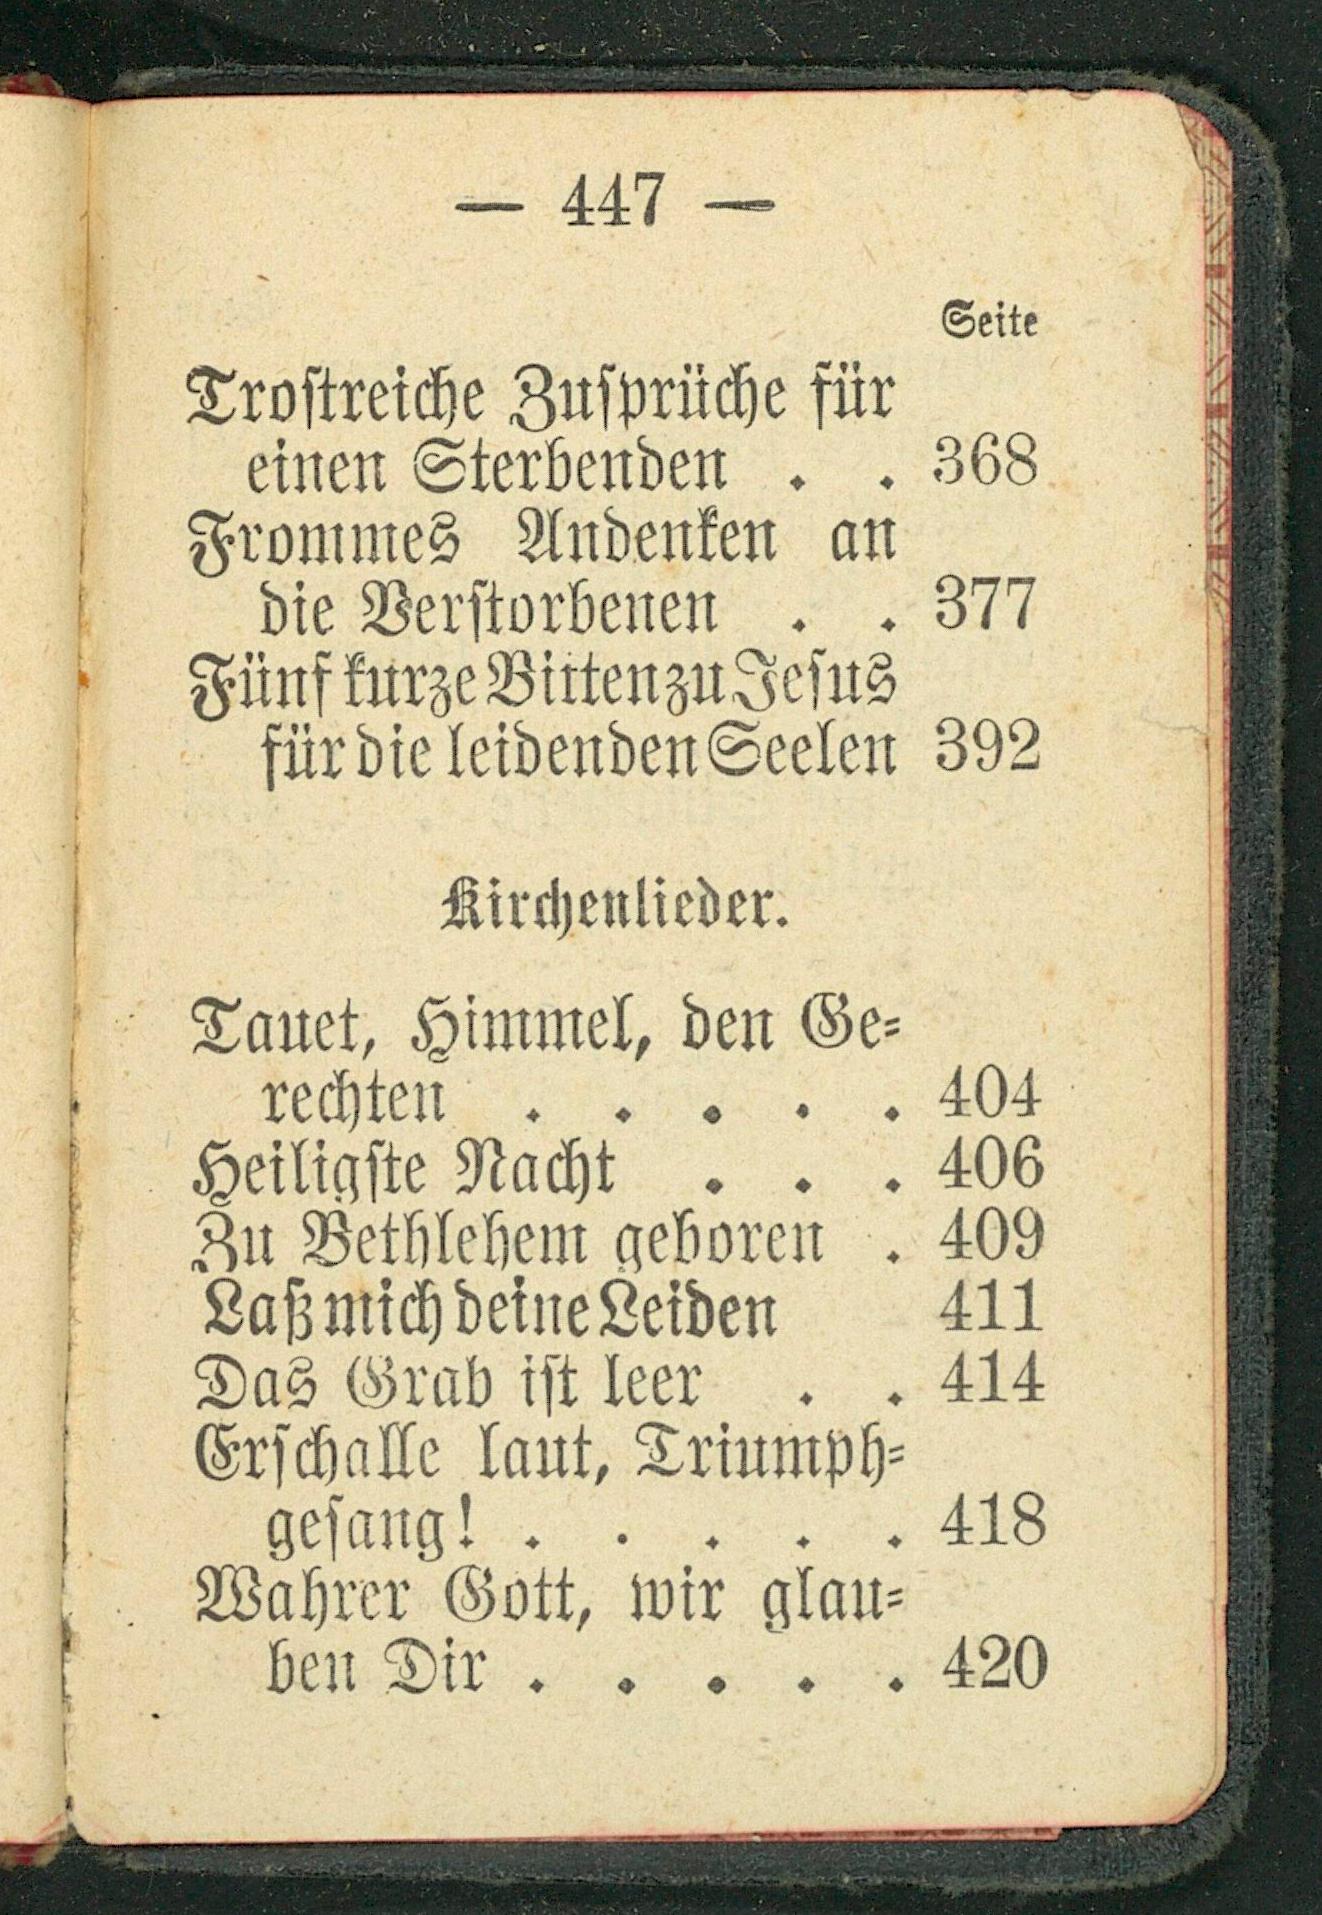 — 447 —
Seite
Troſtreiche Zuſprüche für
einen Sterbenden . . 368
Frommes Andenken an
die Verſtorbenen . . 377
Fünf kurze Bitten zu Jeſus
für die leidenden Seelen 392
Kirchenlieder.
Tauet, Himmel, den Ge-
rechten . . . . . 404
Heiligſte Nacht . . . 406
Zu Bethlehem geboren . 409
Laß mich deine Leiden 411
Das Grab iſt leer . . 414
Erſchalle laut, Triumph-
geſang! . . . . . 418
Wahrer Gott, wir glau-
ben Dir . . . . . 420